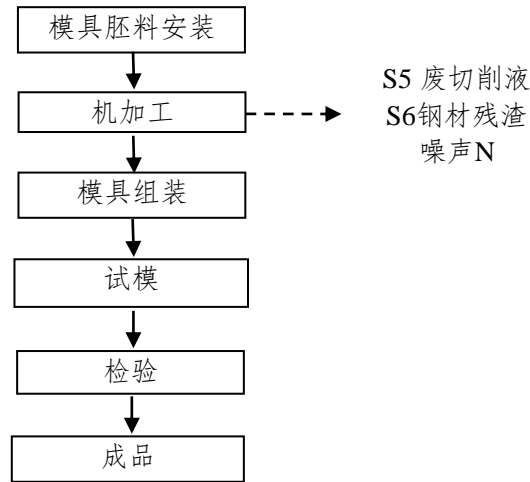 模具胚料安装
机加工
S5 废切削液
S6钢材残渣
噪声N
模具组装
试模
检验
成品